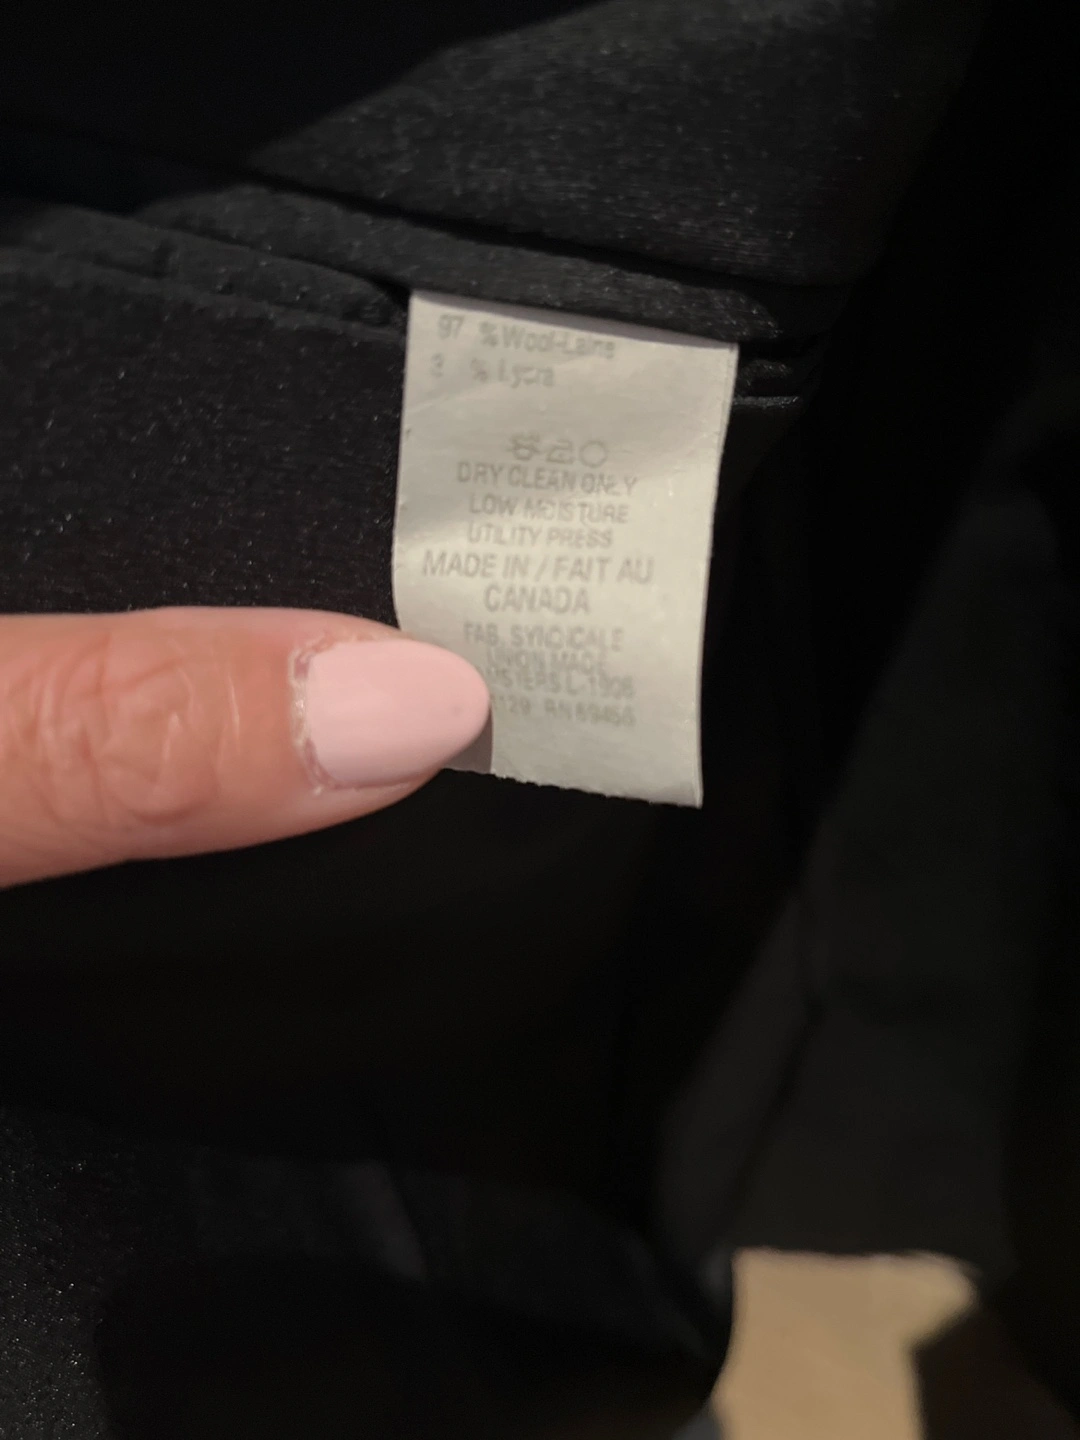 97 % Wool-Laine
% Lycra
DRY CLEAN ONLY
LOW MOISTURE
UTILITY PRESS
MADE IN / FAIT AU
CANADA
FAB. SYNDICALE
UNION MADE